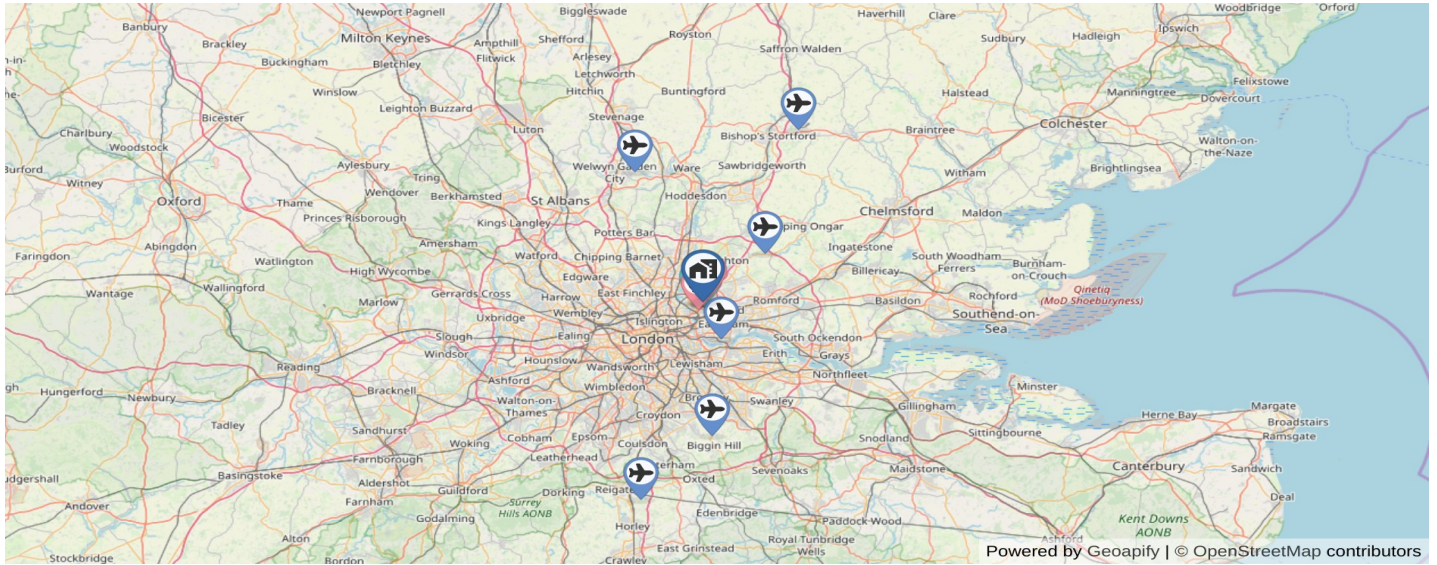 Banbury
Newport Pagnell
Biggleswade
Haverhill
Clare
Woodbridge
Orford
Brackley
Milton Keynes
Ampthill
Shefford
Royston
Saffron Walden
Sudbury
Hadleigh
Ipswich
Buckingham
Bletchley
Flitwick
Arlesey
Letchworth
Hitchin
Buntingford
Halstead
Manningtree
Felixstowe
Dovercourt
Winslow
Leighton Buzzard
Stevenage
Bicester
Charlbury
Woodstock
Luton
Bishop's Stortford
Braintree
Colchester
Walton-on-
the-Naze
Aylesbury
Welwyn Garden
City
Ware
Sawbridgeworth
Witham
Brightlingsea
Burford
Witney
Tring
Wendover
Berkhamsted
St Albans
Hoddesdon
Chelmsford
Maldon
Oxford
Thame
Princes Risborough
Kings Langley
Potters Bar
ping Ongar
Abingdon
Watlington
Amersham
Watford
Chipping Barnet
hton
Ingatestone
South Woodham
Ferrers
Burnham-
on-Crouch
Faringdon
Wallingford
High Wycombe
Edgware
Billericay
Wantage
Marlow
Gerrards Cross
Harrow
East Finchley
Romford
Basildon
Rochford
Qinetiq
(MoD Shoeburyness)
Uxbridge
Wembley
Islington
Southend-on-
Sea
Slough
Ealing
London
South Ockendon
Windsor
Hounslow
Wandsworth
Lewisham
Erith
Grays
Reading
Ashford
Wimbledon
Northfleet
Minster
Hungerford
Newbury
Bracknell
Walton-on-
Thames
Croydon
Swanley
Gillingham
Herne Bay
Margate
Broadstairs
Ramsgate
Tadley
Sandhurst
Woking
Cobham
Epsom
Coulsdon
Biggin Hill
Snodland
Sittingbourne
Farnborough
Leatherhead
terham
Oxted
Sevenoaks
Maidstone
Canterbury
Sandwich
Basingstoke
Aldershot
Guildford
Dorking
Reigate
Andover
Farnham
Godalming
Surrey
Hills AONB
Horley
Edenbridge
Paddock Wood
Deal
Alton
Kent Downs
AONB
Stockbridge
Bordon
Crawley
East Grinstead
Royal Tunbridge
Wells
Ashford
Powered by Geoapify | © OpenStreetMap contributors